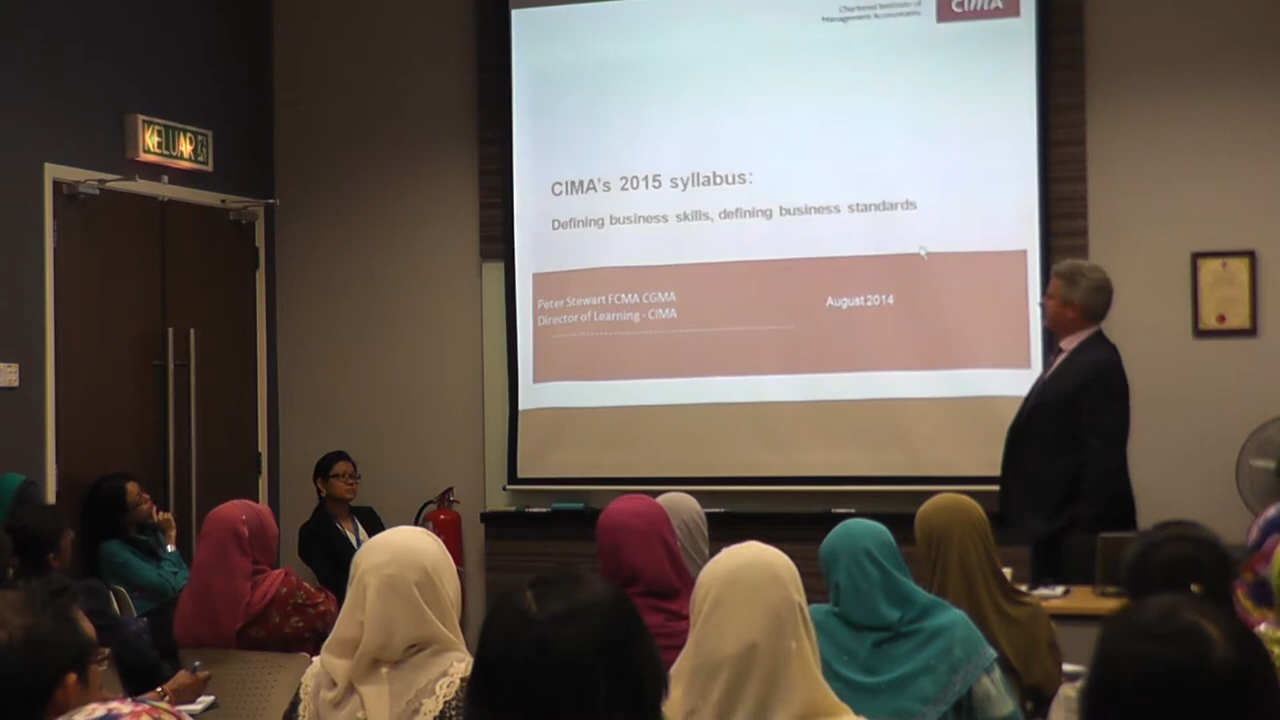 Chartered Institute of
Management Accountants
CIMA
KELUAR
CIMA's 2015 syllabus:
Defining business skills, defining business standards
Peter Stewart FCMA CGMA
Director of Learning - CIMA
August 2014